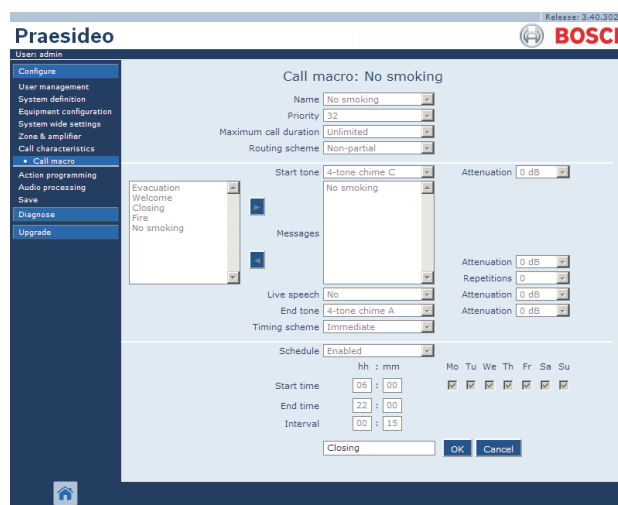 Release: 3.40.302
Praesideo
BOSCH
User: admin
Configure
User management
System definition
Equipment configuration
System wide settings
Zone & amplifier
Call characteristics
• Call macro
Action programming
Audio processing
Save
Diagnose
Upgrade
Call macro: No smoking
Name No smoking
Priority 32
Maximum call duration Unlimited
Routing scheme Non-partial
Start tone 4-tone chime C Attenuation 0 dB
Evacuation
Welcome
Closing
Fire
No smoking
Messages
No smoking
Attenuation 0 dB
Repetitions 0
Live speech No Attenuation 0 dB
End tone 4-tone chime A Attenuation 0 dB
Timing scheme Immediate
Schedule Enabled
hh : mm Mo Tu We Th Fr Sa Su
Start time 06 : 00
End time 22 : 00
Interval 00 : 15
Closing OK Cancel